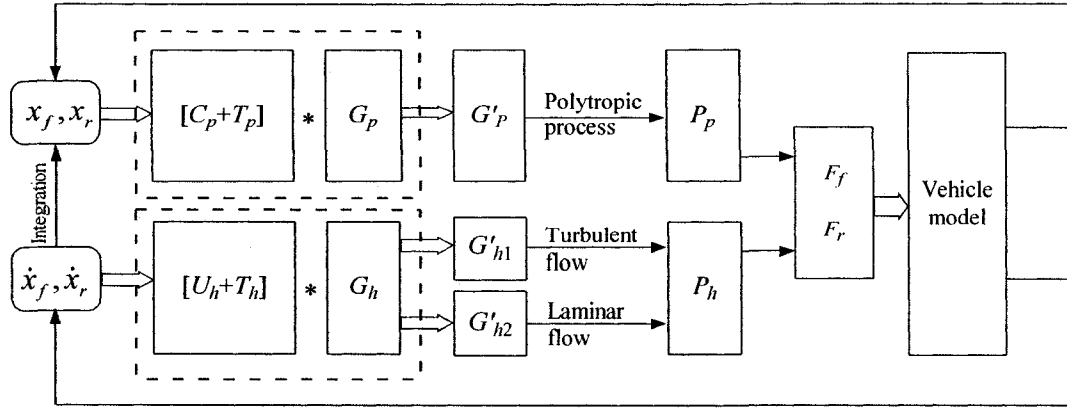 x_f, x_r
[C_p+T_p]
*
G_p
G'_P
Polytropic
process
P_p
F_f
F_r
Vehicle
model
Integration
ẋ_f, ẋ_r
[U_h+T_h]
*
G_h
G'_h1
Turbulent
flow
G'_h2
Laminar
flow
P_h